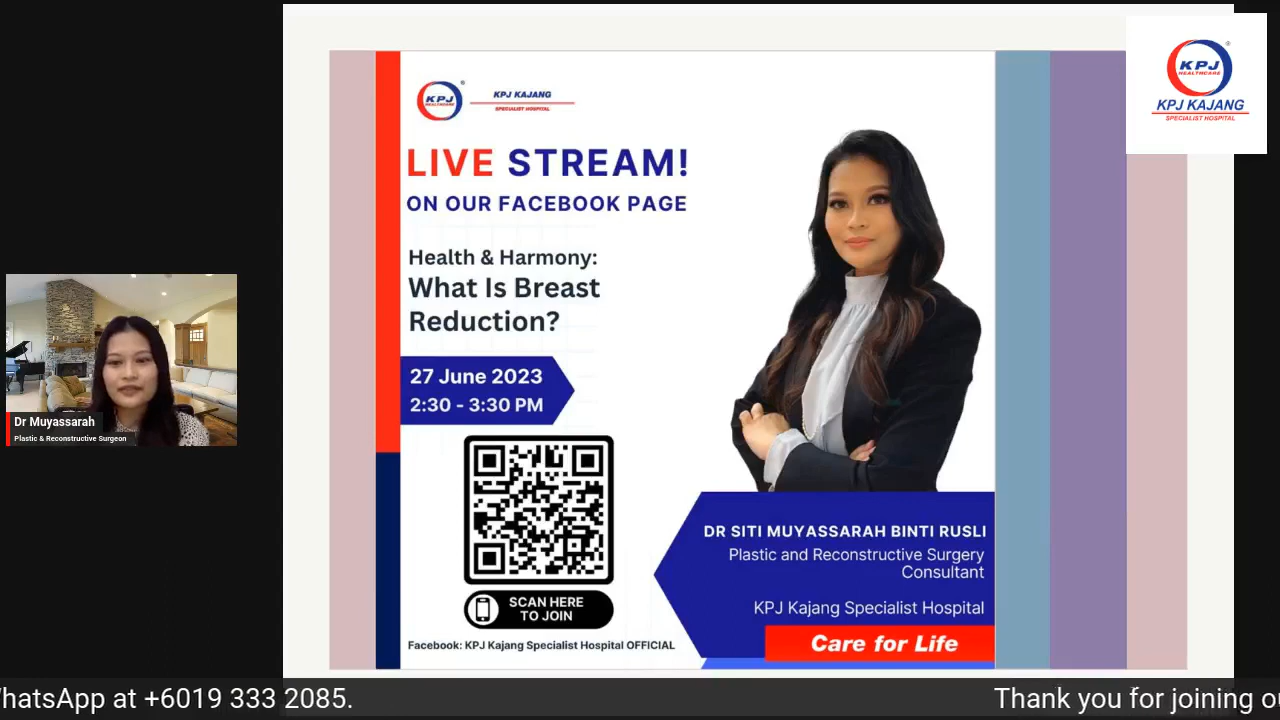 KPJ
HEALTHCARE
KPJ KAJANG
SPECIALIST HOSPITAL
LIVE STREAM!
ON OUR FACEBOOK PAGE
Health & Harmony:
What Is Breast
Reduction?
27 June 2023
2:30 - 3:30 PM
SCAN HERE
TO JOIN
Facebook: KPJ Kajang Specialist Hospital OFFICIAL
DR SITI MUYASSARAH BINTI RUSLI
Plastic and Reconstructive Surgery
Consultant
KPJ Kajang Specialist Hospital
Care for Life
KPJ
HEALTHCARE
KPJ KAJANG
SPECIALIST HOSPITAL
Dr Muyassarah
Plastic & Reconstructive Surgeon
WhatsApp at +6019 333 2085.
Thank you for joining